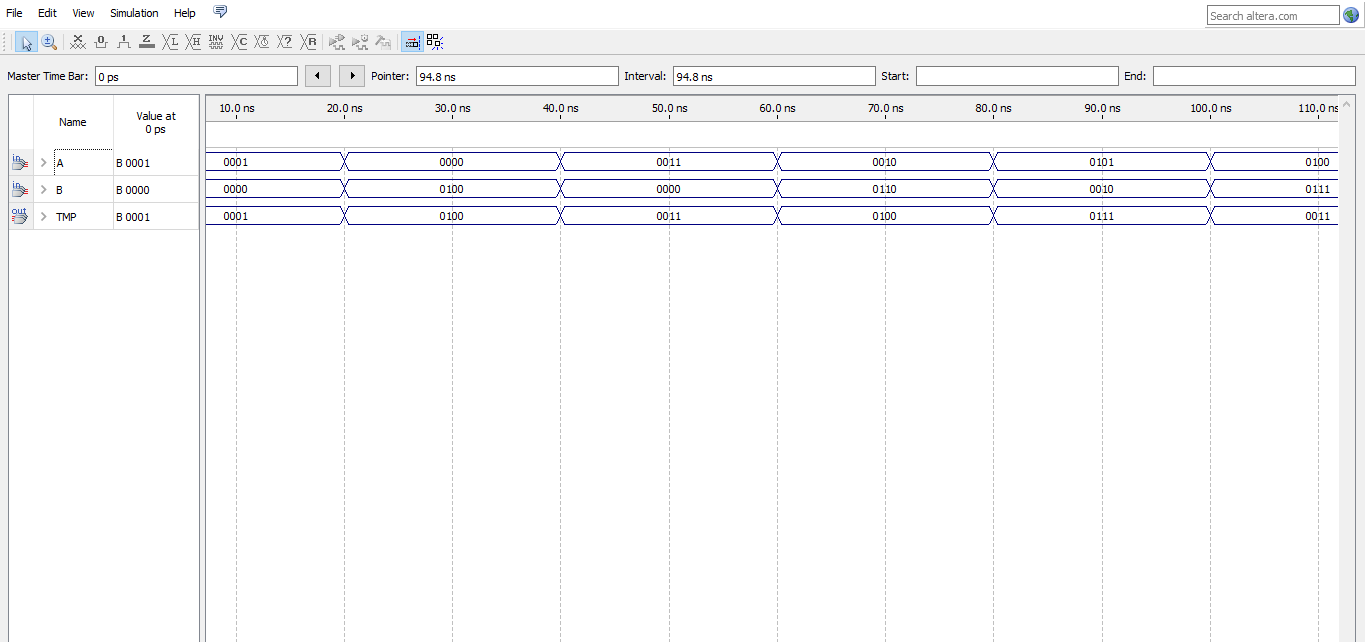 File Edit View Simulation Help
Search altera.com
Master Time Bar: 0 ps Pointer: 94.8 ns Interval: 94.8 ns Start: End:
Name Value at
0 ps
10.0 ns 20.0 ns 30.0 ns 40.0 ns 50.0 ns 60.0 ns 70.0 ns 80.0 ns 90.0 ns 100.0 ns 110.0 ns
in A B 0001 0001 0000 0011 0010 0101 0100
in B B 0000 0000 0100 0000 0110 0010 0111
out TMP B 0001 0001 0100 0011 0100 0111 0011